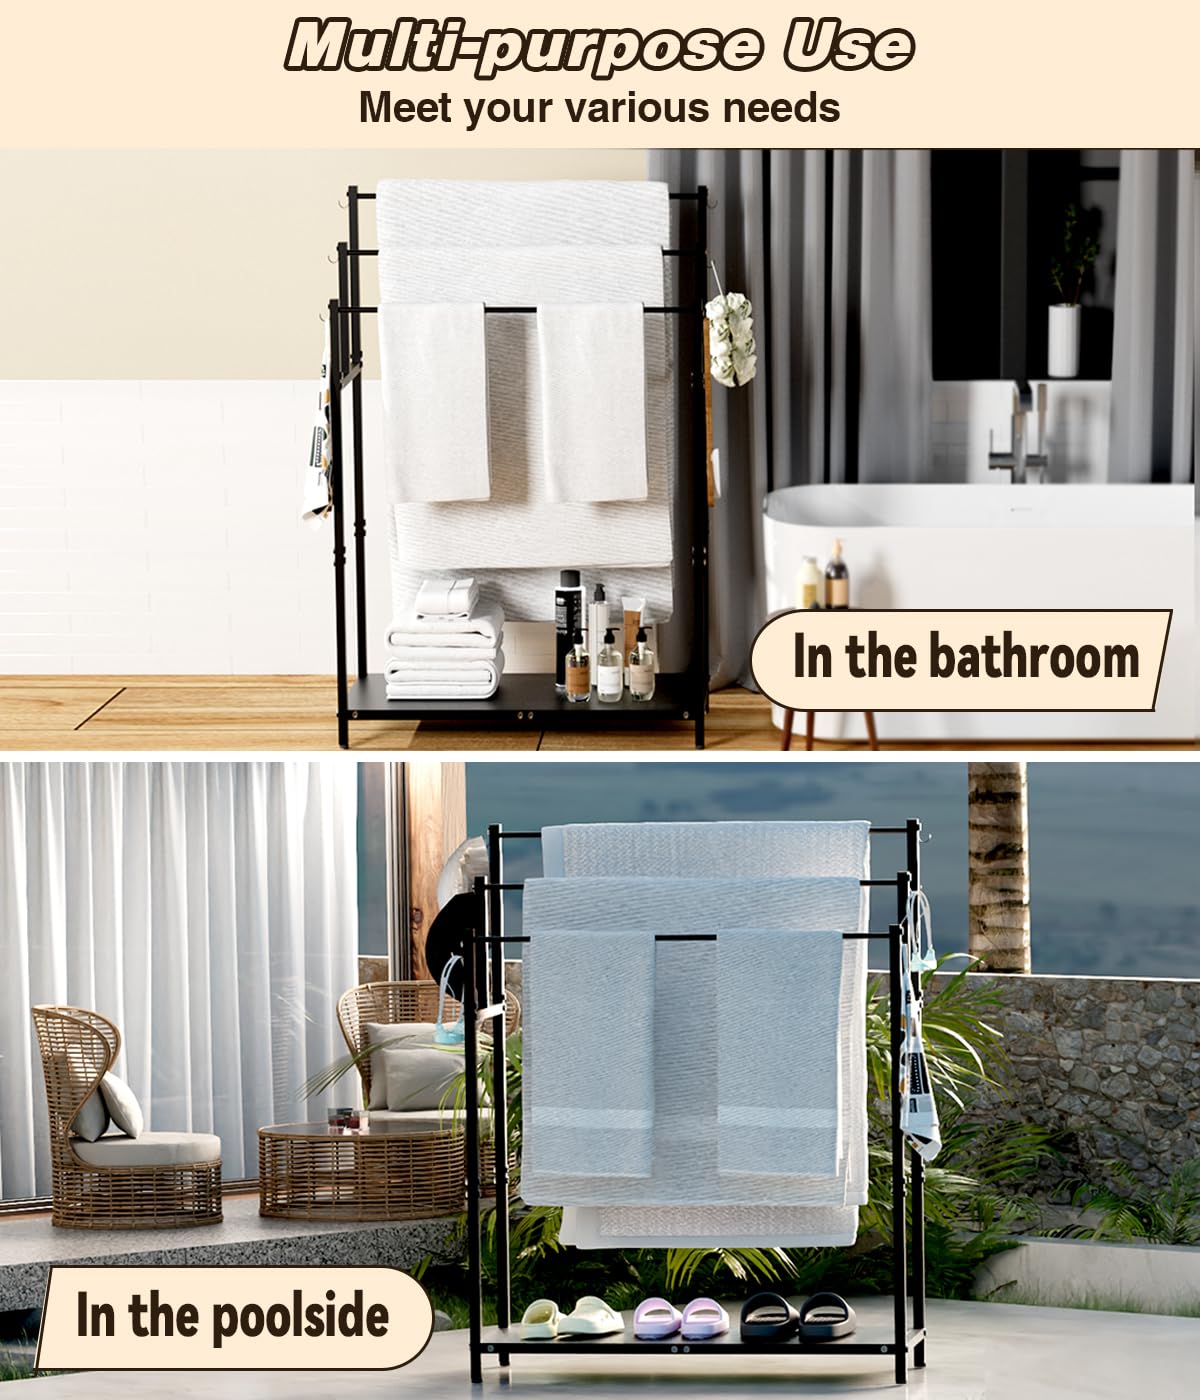 Multi-purpose Use
Meet your various needs
In the bathroom
In the poolside